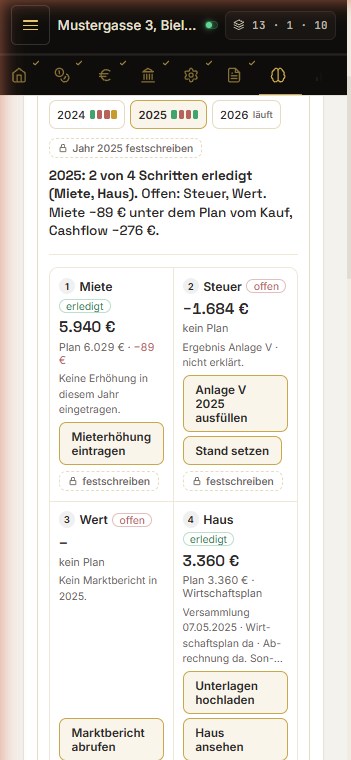 Mustergasse 3, Biel...
13 · 1 · 10
2024
2025
2026 läuft
Jahr 2025 festschreiben
2025: 2 von 4 Schritten erledigt
(Miete, Haus). Offen: Steuer, Wert.
Miete −89 € unter dem Plan vom Kauf,
Cashflow −276 €.
1 Miete
erledigt
5.940 €
Plan 6.029 € · −89
€
Keine Erhöhung in
diesem Jahr
eingetragen.
Mieterhöhung
eintragen
festschreiben
2 Steuer offen
−1.684 €
kein Plan
Ergebnis Anlage V ·
nicht erklärt.
Anlage V
2025
ausfüllen
Stand setzen
festschreiben
3 Wert offen
–
kein Plan
Kein Marktbericht in
2025.
Marktbericht
abrufen
4 Haus
erledigt
3.360 €
Plan 3.360 € ·
Wirtschaftsplan
Versammlung
07.05.2025 · Wirt-
schaftsplan da · Ab-
rechnung da. Son-...
Unterlagen
hochladen
Haus
ansehen